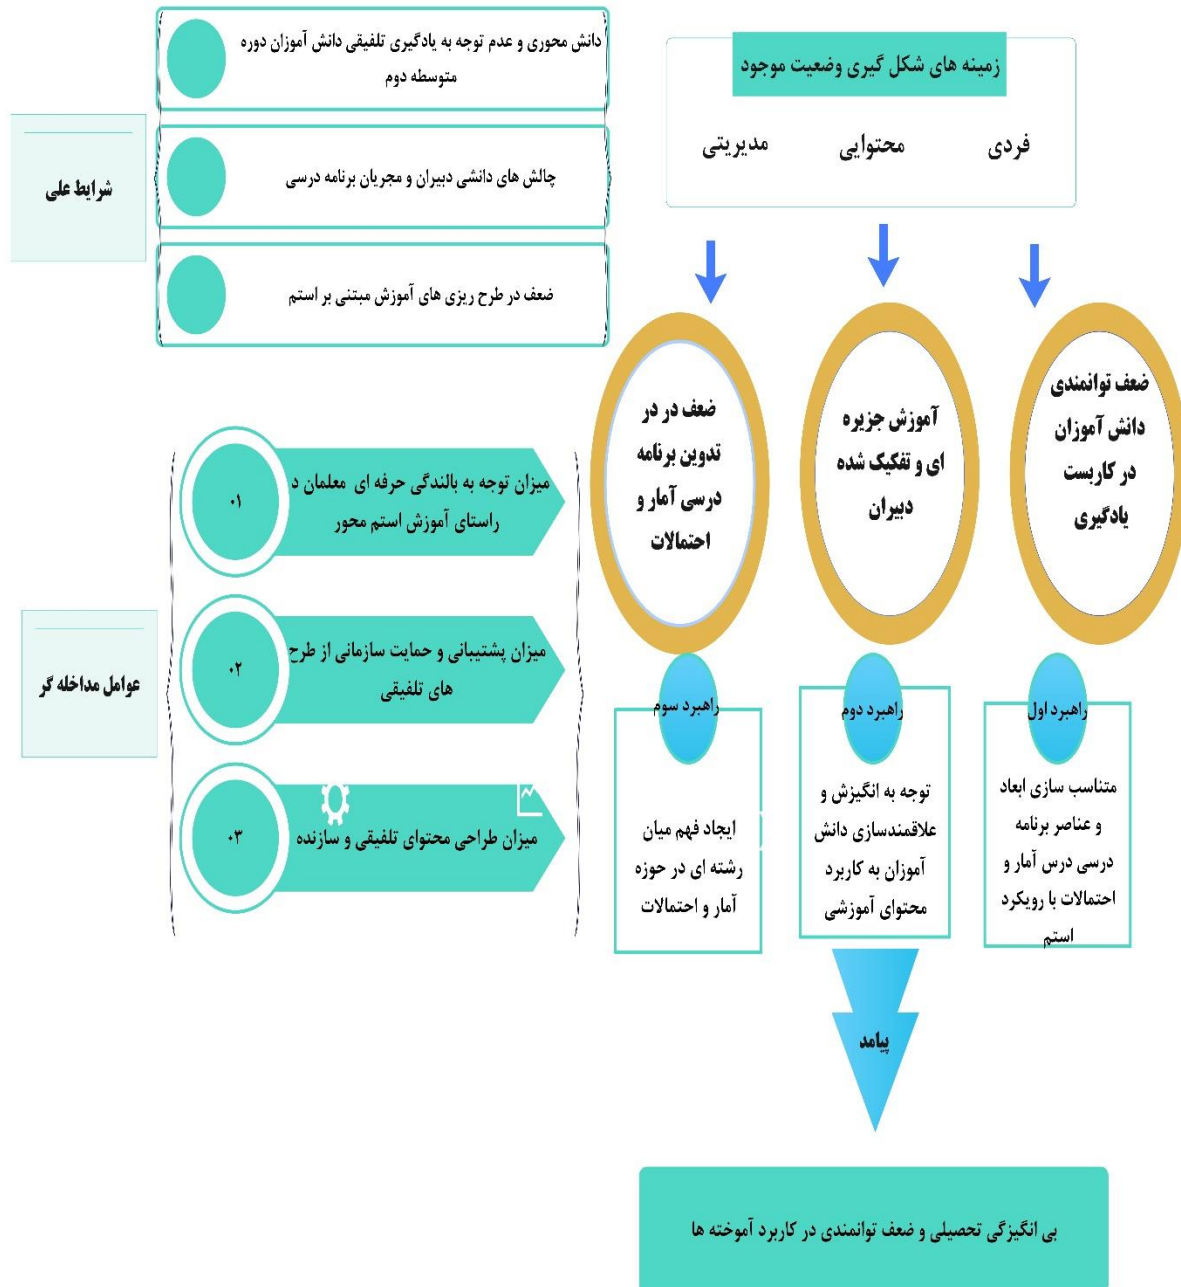 زمینه های شکل گیری وضعیت موجود
فردی
محتوایی
مدیریتی
دانش محوری و عدم توجه به یادگیری تلفیقی دانش آموزان دوره
متوسطه دوم
چالش های دانشی دبیران و مجریان برنامه درسی
ضعف در طرح ریزی های آموزش مبتنی بر استم
شرایط علی
ضعف توانمندی
دانش آموزان
در کاربست
یادگیری
آموزش جزیره
ای و تفکیک شده
دبیران
ضعف در در
تدوین برنامه
درسی آمار و
احتمالات
میزان توجه به بالندگی حرفه ای معلمان د
راستای آموزش استم محور
۰۱
میزان پشتیبانی و حمایت سازمانی از طرح
های تلفیقی
۰۲
میزان طراحی محتوای تلفیقی و سازنده
۰۳
عوامل مداخله گر
راهبرد اول
متناسب سازی ابعاد
و عناصر برنامه
درسی درس آمار و
احتمالات با رویکرد
استم
راهبرد دوم
توجه به انگیزش و
علاقمندسازی دانش
آموزان به کاربرد
محتوای آموزشی
راهبرد سوم
ایجاد فهم میان
رشته ای در حوزه
آمار و احتمالات
پیامد
بی انگیزگی تحصیلی و ضعف توانمندی در کاربرد آموخته ها